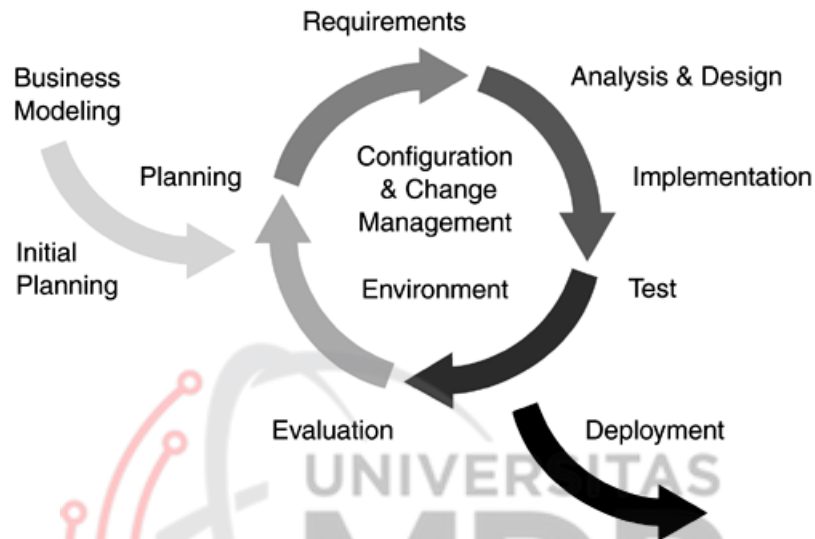 Requirements
Business
Modeling
Analysis & Design
Planning
Configuration
& Change
Management
Implementation
Initial
Planning
Environment
Test
Evaluation
Deployment
UNIVERSITAS